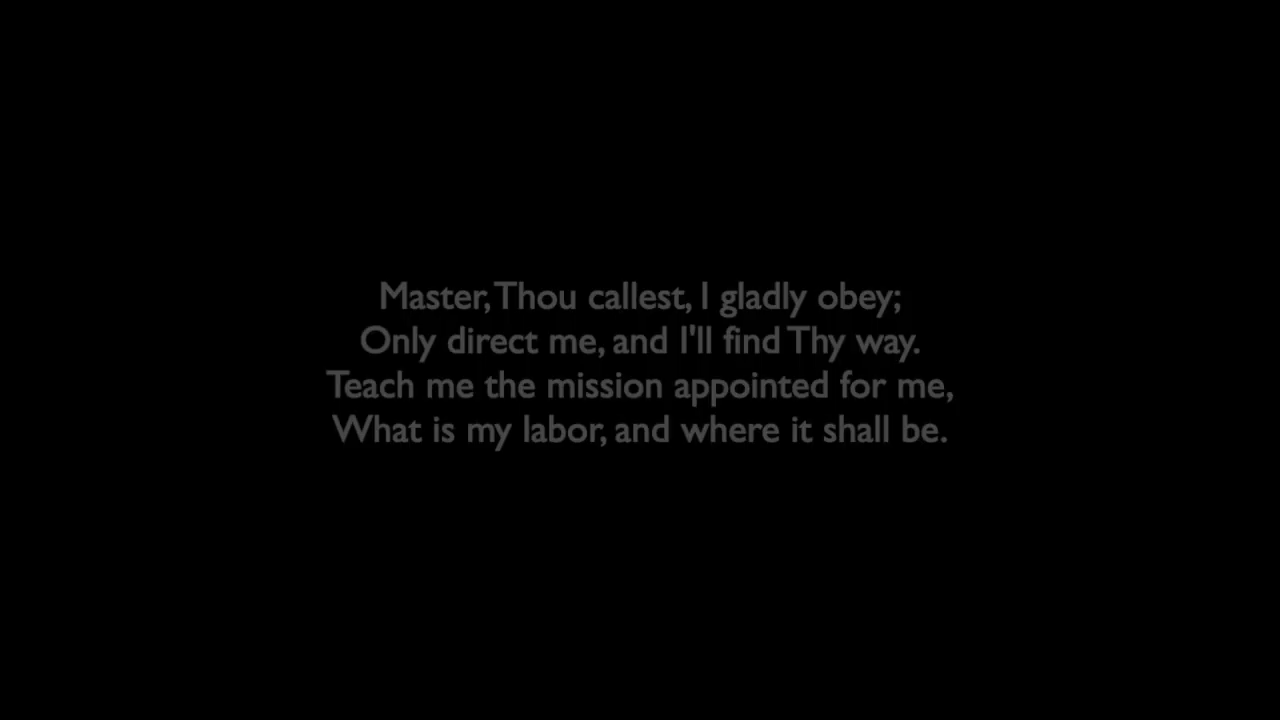 Master, Thou callest, I gladly obey;
Only direct me, and I'll find Thy way.
Teach me the mission appointed for me,
What is my labor, and where it shall be.